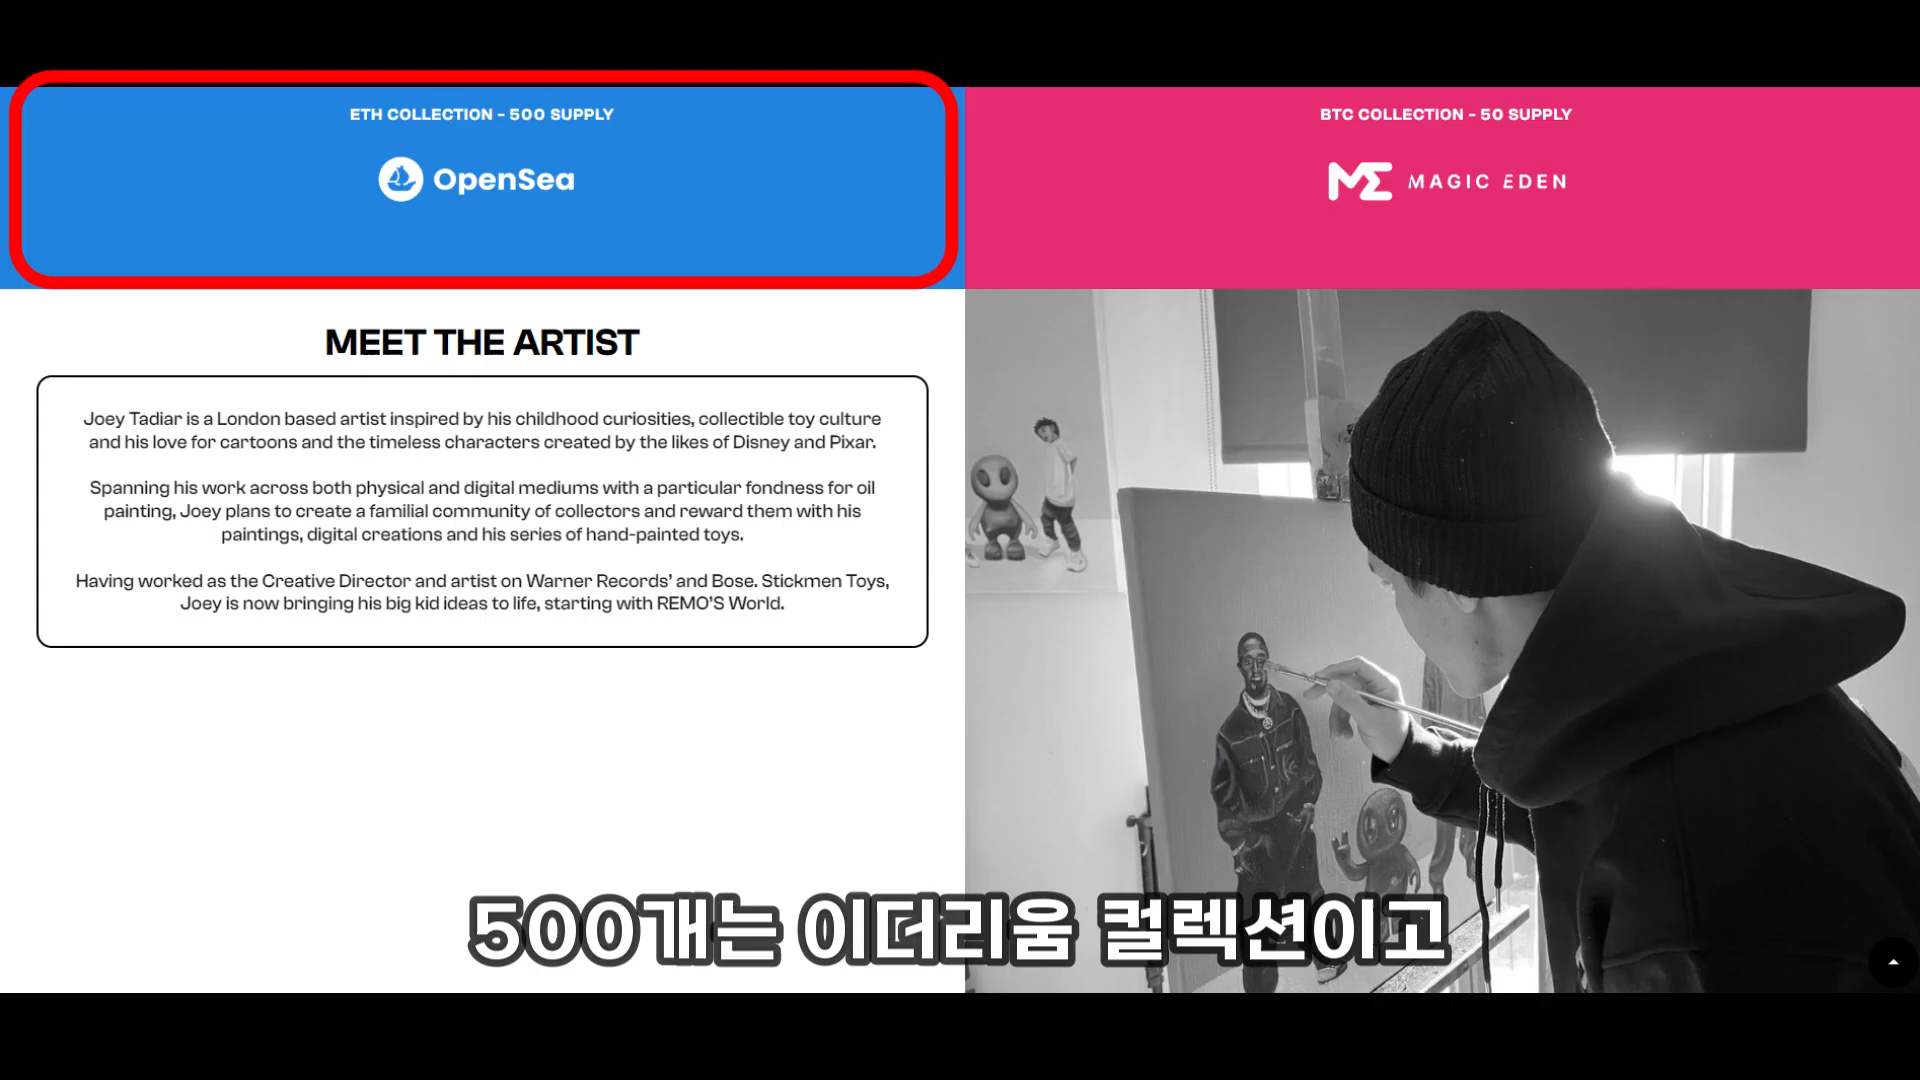 ETH COLLECTION - 500 SUPPLY
OpenSea
BTC COLLECTION - 50 SUPPLY
ME MAGIC EDEN
MEET THE ARTIST
Joey Tadiar is a London based artist inspired by his childhood curiosities, collectible toy culture
and his love for cartoons and the timeless characters created by the likes of Disney and Pixar.
Spanning his work across both physical and digital mediums with a particular fondness for oil
painting, Joey plans to create a familial community of collectors and reward them with his
paintings, digital creations and his series of hand-painted toys.
Having worked as the Creative Director and artist on Warner Records’ and Bose. Stickmen Toys,
Joey is now bringing his big kid ideas to life, starting with REMO’S World.
500개는 이더리움 컬렉션이고